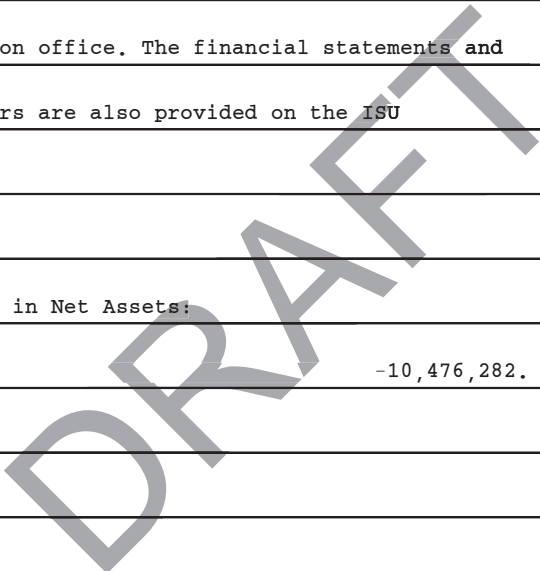 on office. The financial statements and
rs are also provided on the ISU
in Net Assets:
-10,476,282.
DRAFT